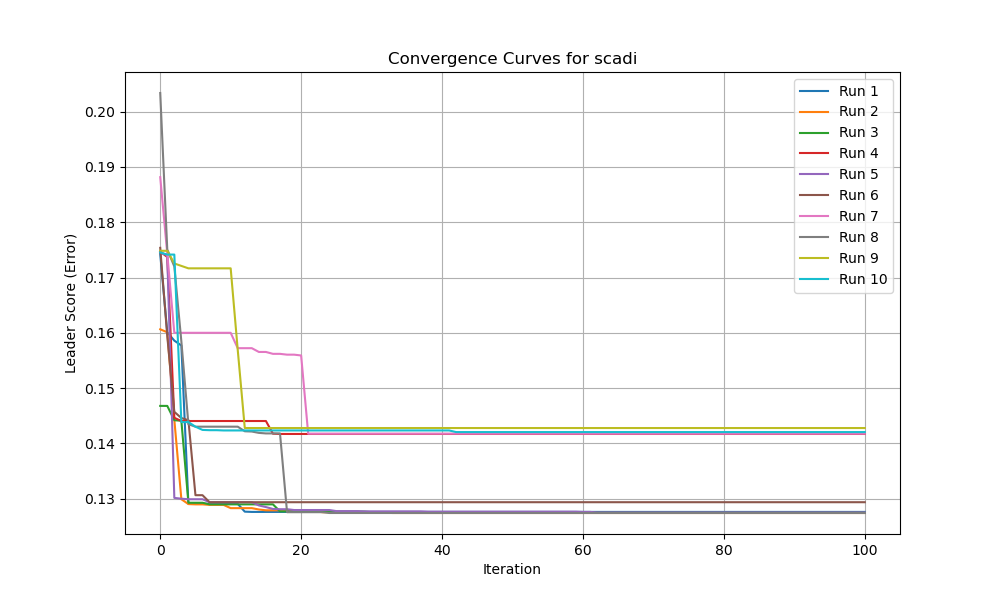 Convergence Curves for scadi
Leader Score (Error)
0.20
0.19
0.18
0.17
0.16
0.15
0.14
0.13
0
20
40
60
80
100
Iteration
Run 1
Run 2
Run 3
Run 4
Run 5
Run 6
Run 7
Run 8
Run 9
Run 10